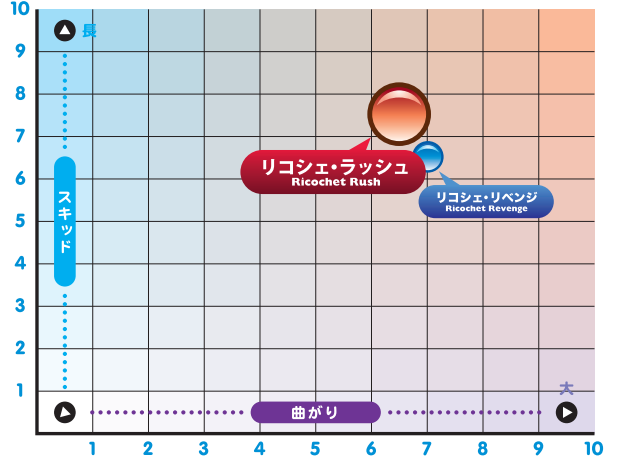 10
長
9
8
7
リコシェ・ラッシュ
Ricochet Rush
6
スキッド
リコシェ・リベンジ
Ricochet Revenge
5
4
3
2
1
大
曲がり
1 2 3 4 5 6 7 8 9 10